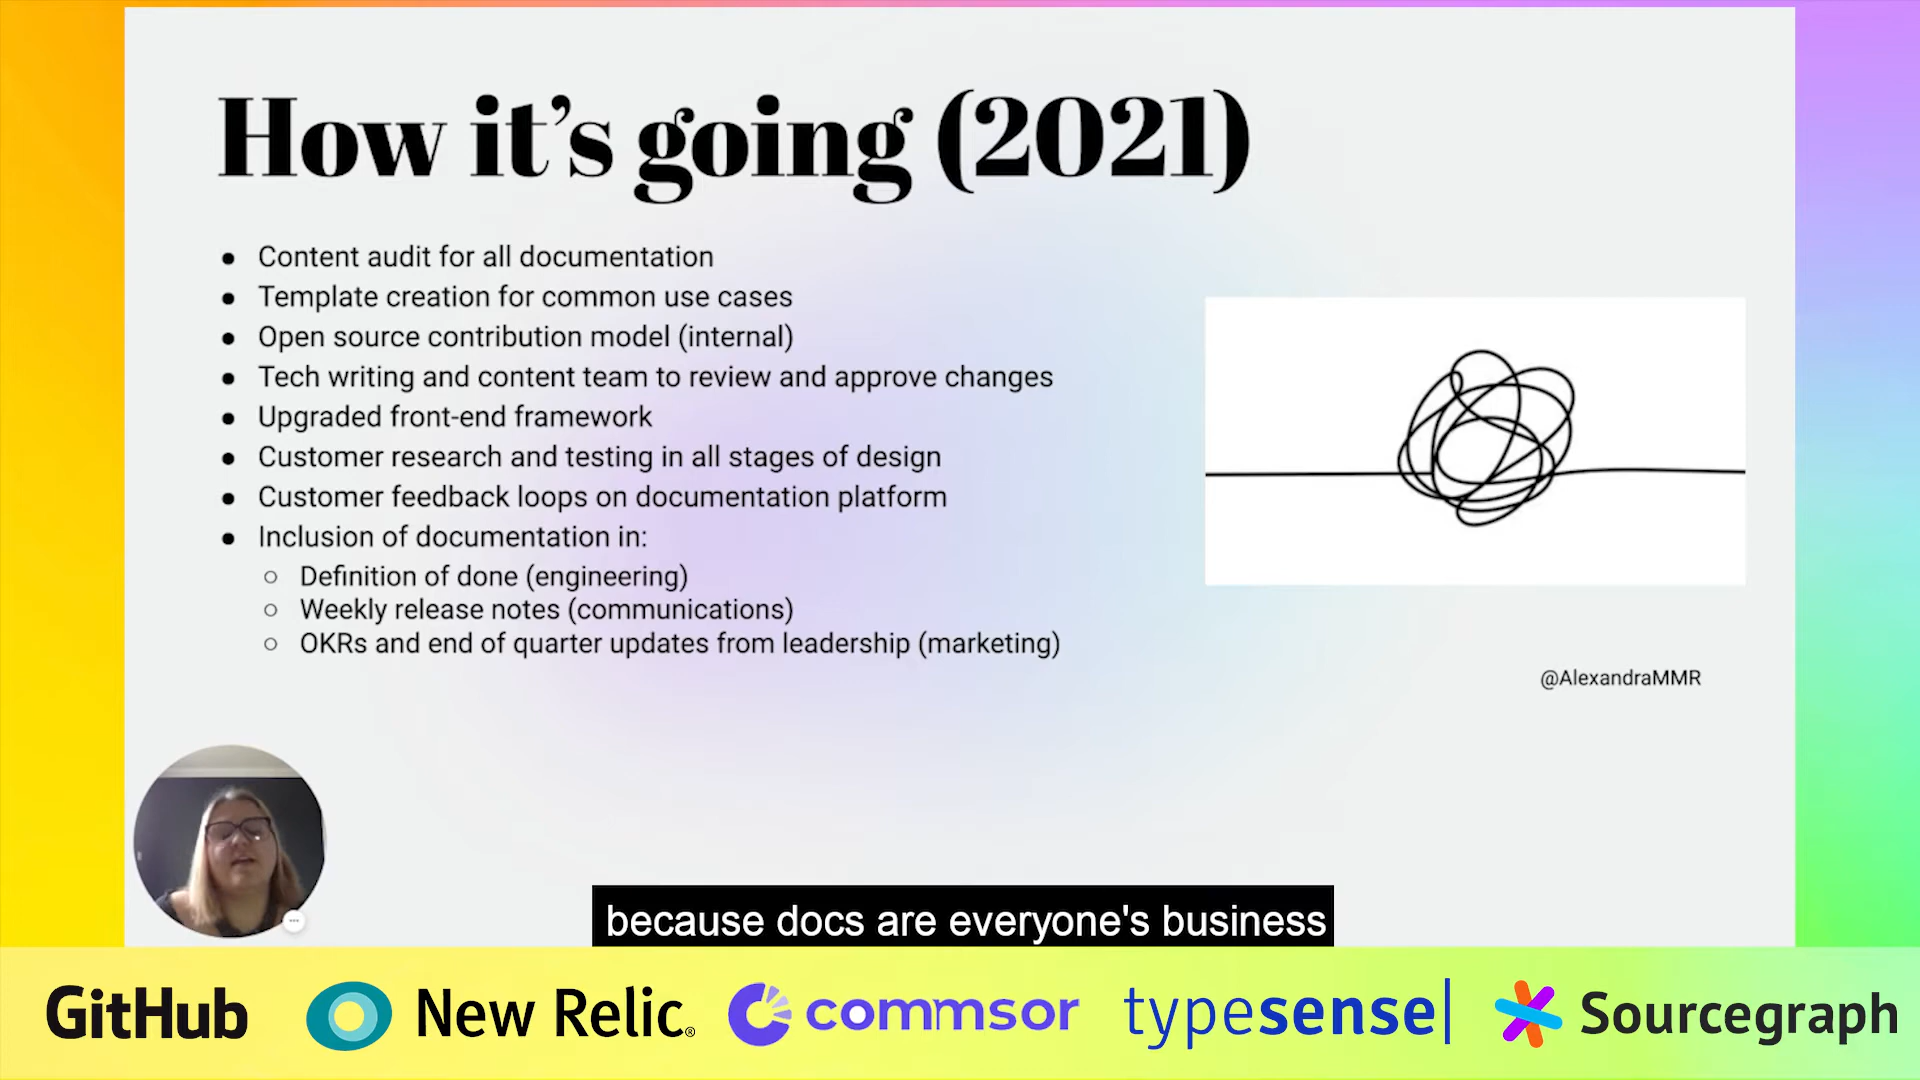 How it’s going (2021)
● Content audit for all documentation
● Template creation for common use cases
● Open source contribution model (internal)
● Tech writing and content team to review and approve changes
● Upgraded front-end framework
● Customer research and testing in all stages of design
● Customer feedback loops on documentation platform
● Inclusion of documentation in:
○ Definition of done (engineering)
○ Weekly release notes (communications)
○ OKRs and end of quarter updates from leadership (marketing)
@AlexandraMMR
because docs are everyone's business
GitHub New Relic® commsor typesense| Sourcegraph